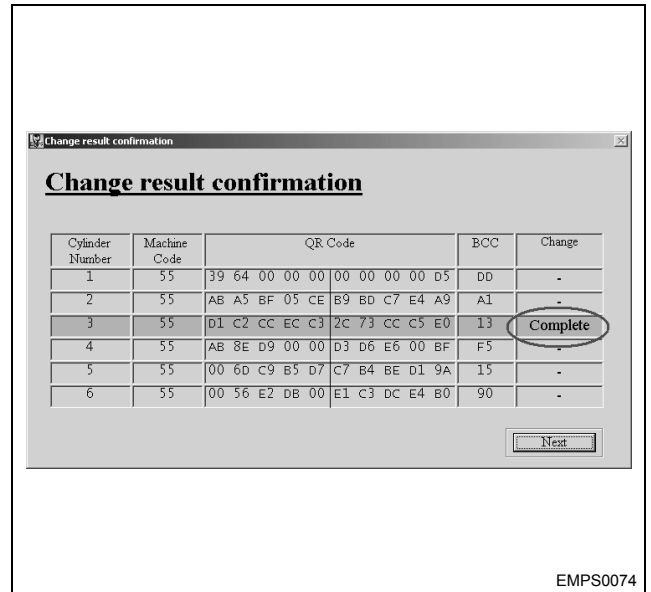 Change result confirmation
Change result confirmation
Cylinder Number Machine Code QR Code BCC Change
1 55 39 64 00 00 00 00 00 00 00 D5 DD -
2 55 AB A5 BF 05 CE B9 BD C7 E4 A9 A1 -
3 55 D1 C2 CC EC C3 2C 73 CC C5 E0 13 Complete
4 55 AB 8E D9 00 00 D3 D6 E6 00 BF F5 -
5 55 00 6D C9 B5 D7 C7 B4 BE D1 9A 15 -
6 55 00 56 E2 DB 00 E1 C3 DC E4 B0 90 -
Next
EMPS0074